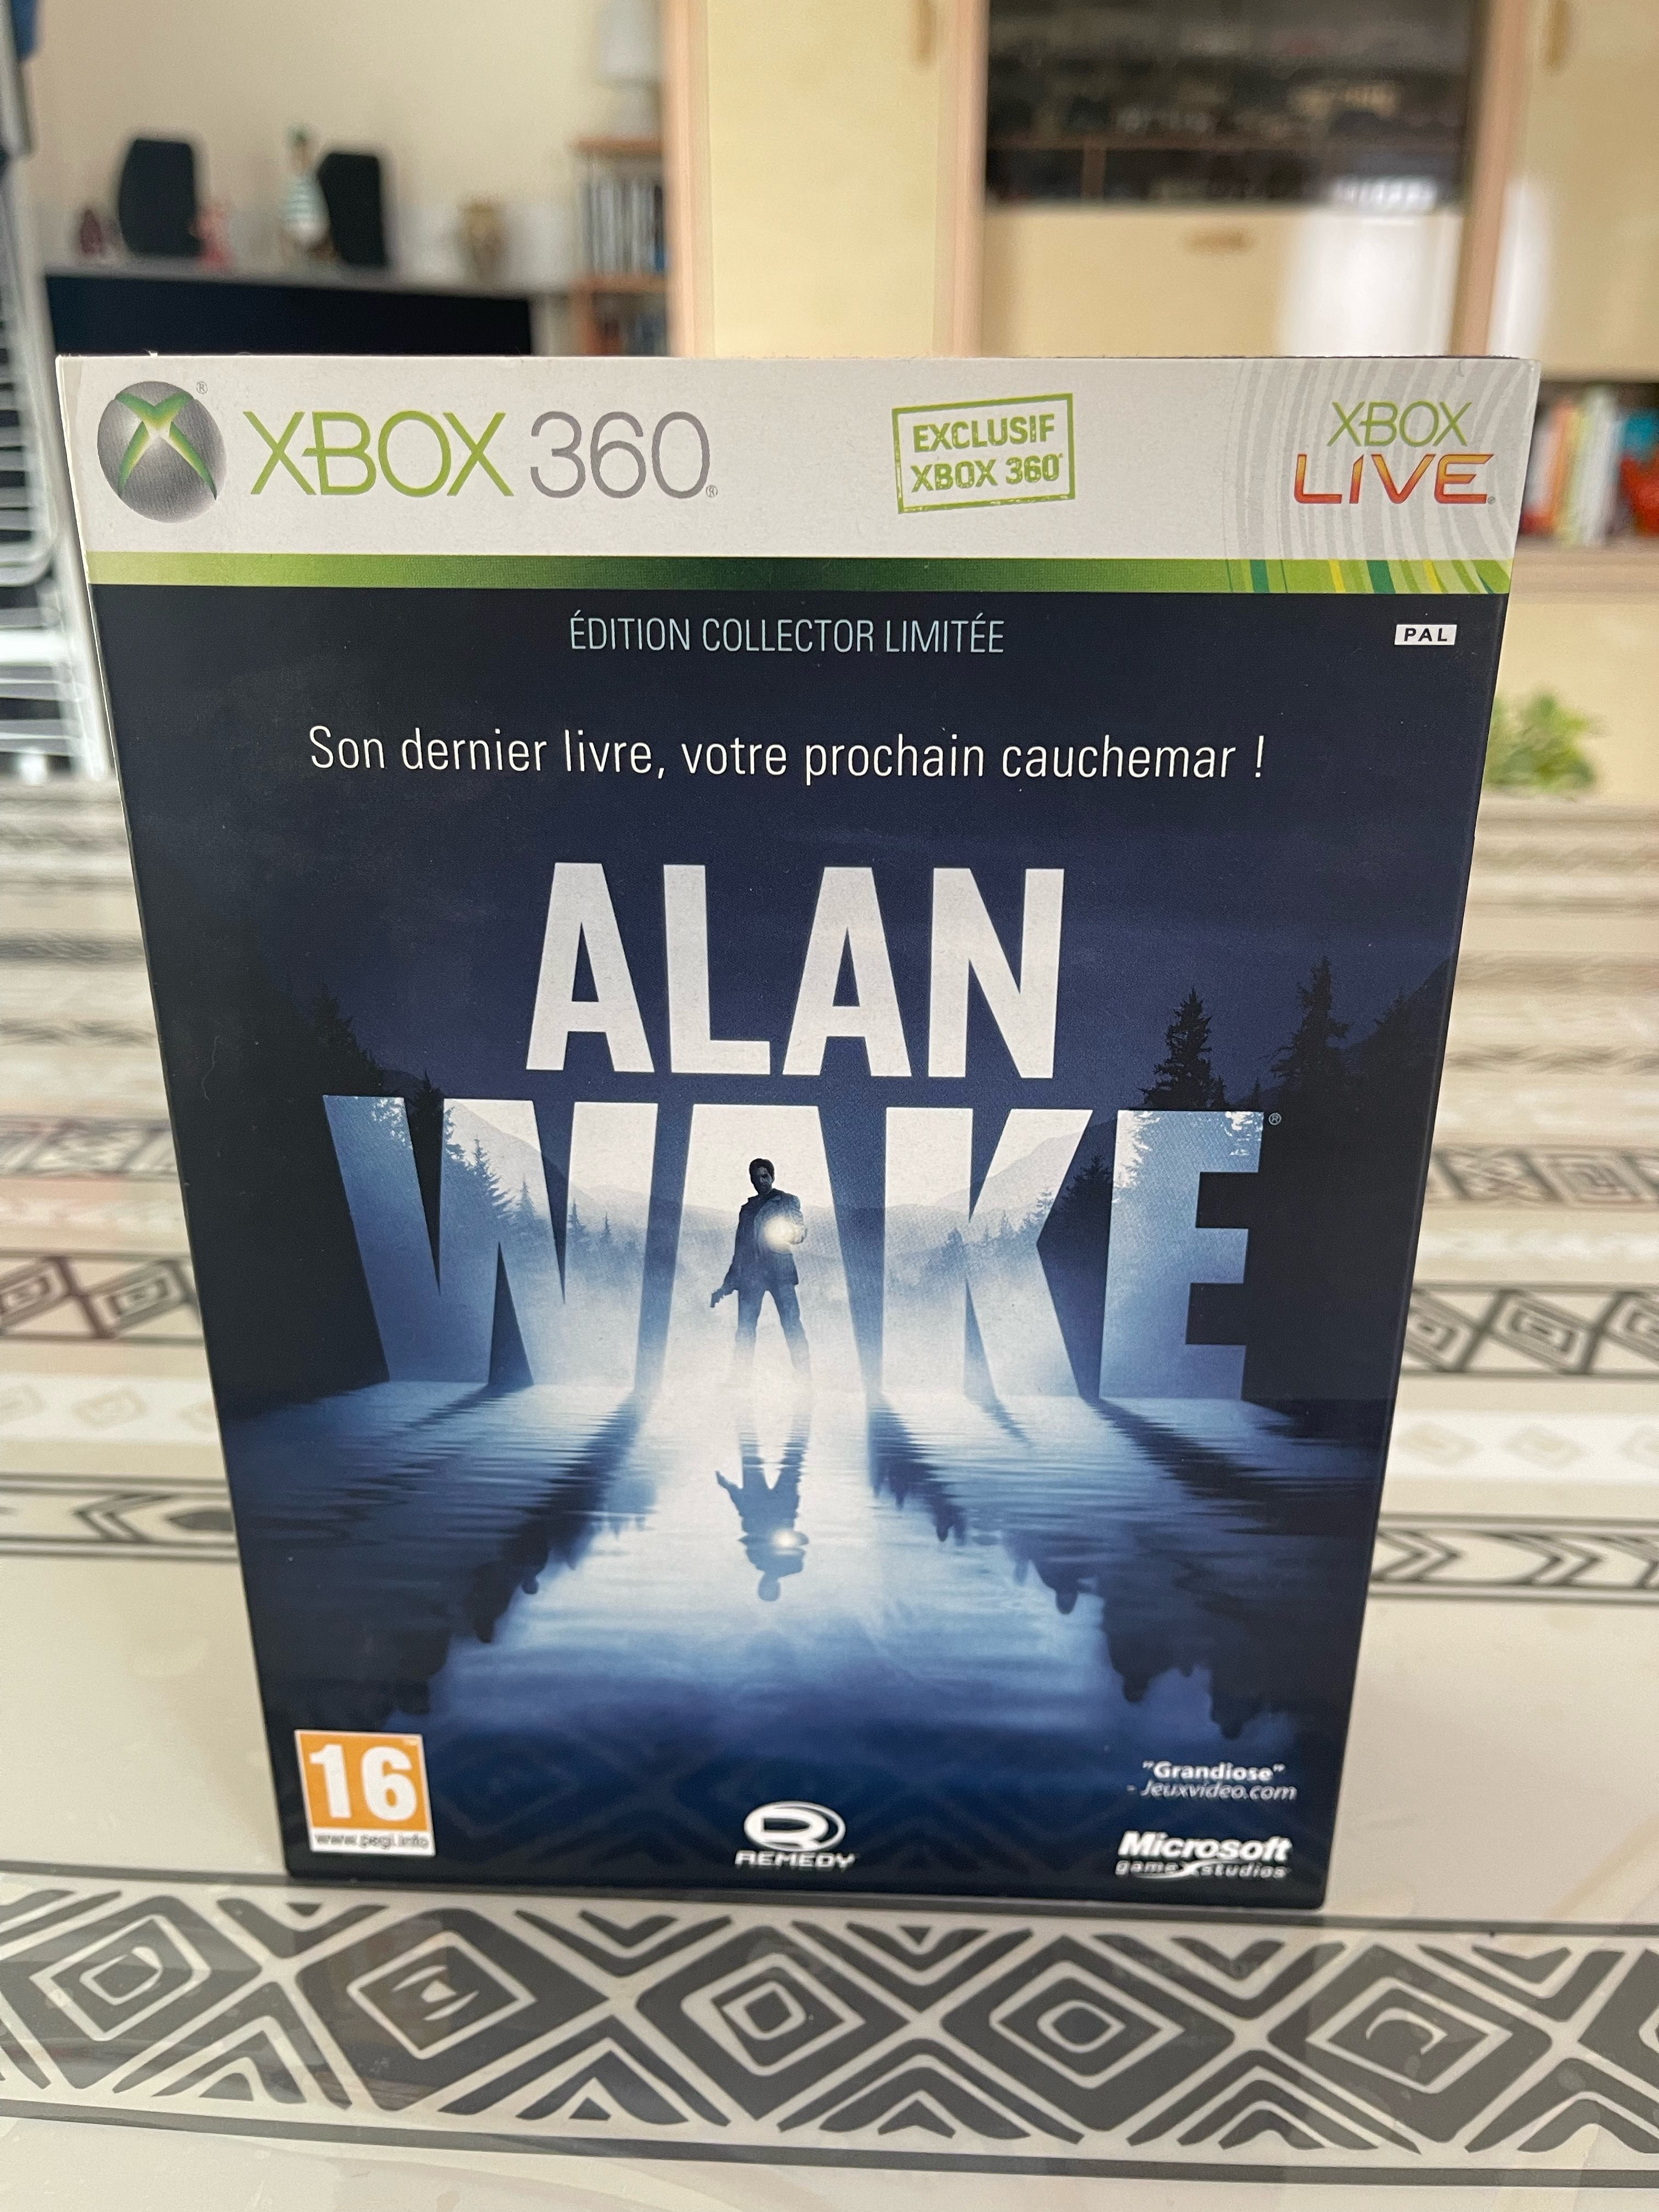 XBOX 360
EXCLUSIF
XBOX 360
XBOX
LIVE
ÉDITION COLLECTOR LIMITÉE
PAL
Son dernier livre, votre prochain cauchemar !
ALAN
WAKE
16
www.pegi.info
"Grandiose"
- Jeuxvideo.com
REMEDY
Microsoft
game studios